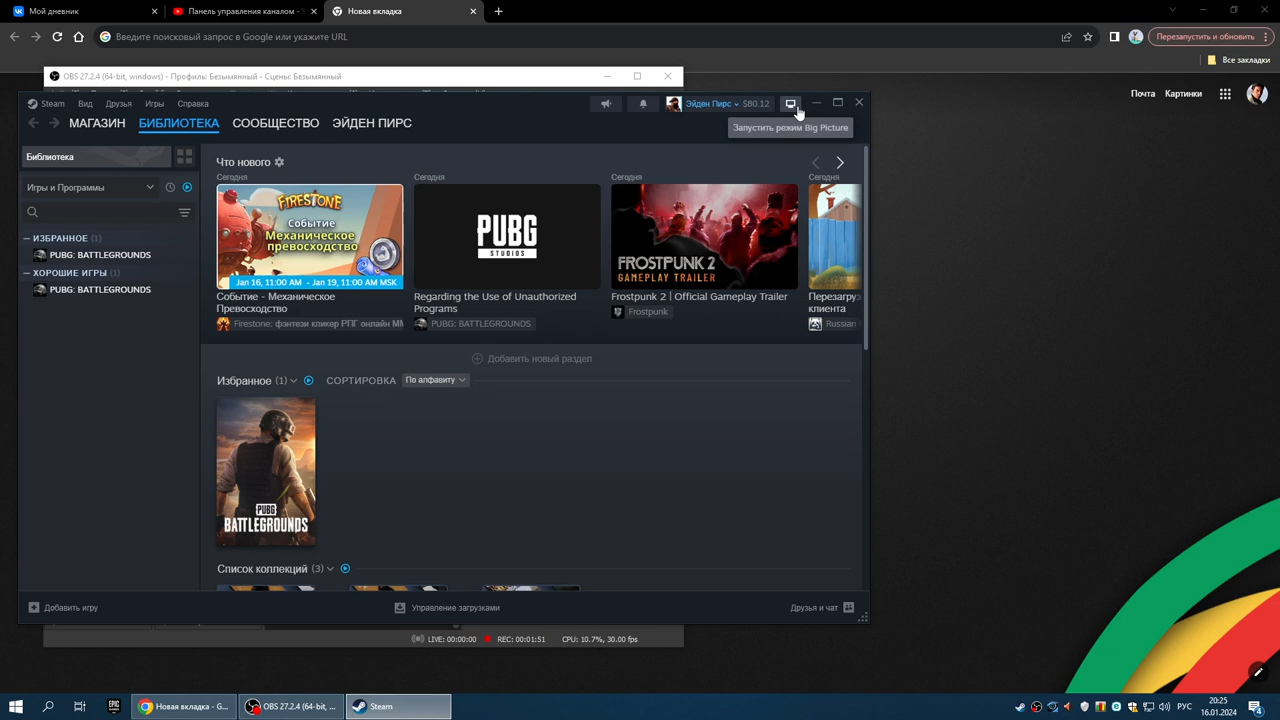 Мой дневник
Панель управления каналом -
Новая вкладка
Введите поисковый запрос в Google или укажите URL
Перезапустить и обновить
Все закладки
OBS 27.2.4 (64-bit, windows) - Профиль: Безымянный - Сцены: Безымянный
Почта Картинки
Steam Вид Друзья Игры Справка
Эйден Пирс $80.12
МАГАЗИН БИБЛИОТЕКА СООБЩЕСТВО ЭЙДЕН ПИРС
Запустить режим Big Picture
Библиотека
Игры и Программы
ИЗБРАННОЕ (1)
PUBG: BATTLEGROUNDS
ХОРОШИЕ ИГРЫ (1)
PUBG: BATTLEGROUNDS
Что нового
Сегодня
FIRESTONE
Событие
Механическое
превосходство
Jan 16, 11:00 AM - Jan 19, 11:00 AM MSK
Событие - Механическое
Превосходство
Firestone: фэнтези кликер РПГ онлайн ММ
Сегодня
PUBG
STUDIOS
Regarding the Use of Unauthorized
Programs
PUBG: BATTLEGROUNDS
Сегодня
FROSTPUNK 2
GAMEPLAY TRAILER
Frostpunk 2 | Official Gameplay Trailer
Frostpunk
Сегодня
Перезагруз
клиента
Russian
Добавить новый раздел
Избранное (1) СОРТИРОВКА По алфавиту
PUBG
BATTLEGROUNDS
Список коллекций (3)
Добавить игру
Управление загрузками
Друзья и чат
LIVE: 00:00:00 REC: 00:01:51 CPU: 10.7%, 30.00 fps
EPIC
Новая вкладка - G...
OBS 27.2.4 (64-bit, ...
Steam
РУС
20:25
16.01.2024
4